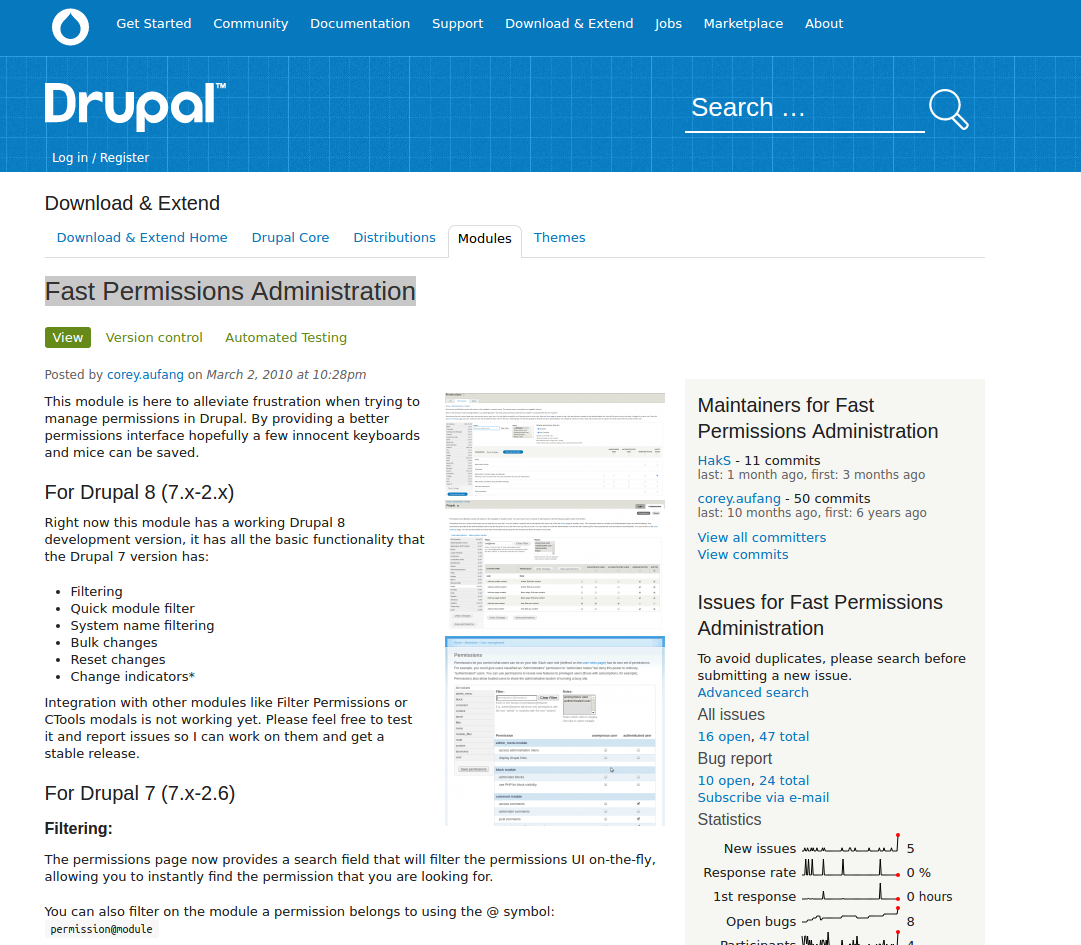 Get Started Community Documentation Support Download & Extend Jobs Marketplace About
Drupal™
Search …
Log in / Register
Download & Extend
Download & Extend Home Drupal Core Distributions Modules Themes
Fast Permissions Administration
View Version control Automated Testing
Posted by corey.aufang on March 2, 2010 at 10:28pm
This module is here to alleviate frustration when trying to
manage permissions in Drupal. By providing a better
permissions interface hopefully a few innocent keyboards
and mice can be saved.
For Drupal 8 (7.x-2.x)
Right now this module has a working Drupal 8
development version, it has all the basic functionality that
the Drupal 7 version has:
• Filtering
• Quick module filter
• System name filtering
• Bulk changes
• Reset changes
• Change indicators*
Integration with other modules like Filter Permissions or
CTools modals is not working yet. Please feel free to test
it and report issues so I can work on them and get a
stable release.
For Drupal 7 (7.x-2.6)
Filtering:
The permissions page now provides a search field that will filter the permissions UI on-the-fly,
allowing you to instantly find the permission that you are looking for.
You can also filter on the module a permission belongs to using the @ symbol:
permission@module
Permissions
Maintainers for Fast
Permissions Administration
HakS - 11 commits
last: 1 month ago, first: 3 months ago
corey.aufang - 50 commits
last: 10 months ago, first: 6 years ago
View all committers
View commits
Issues for Fast Permissions
Administration
To avoid duplicates, please search before
submitting a new issue.
Advanced search
All issues
16 open, 47 total
Bug report
10 open, 24 total
Subscribe via e-mail
Statistics
New issues 5
Response rate 0 %
1st response 0 hours
Open bugs 8
Participants 4